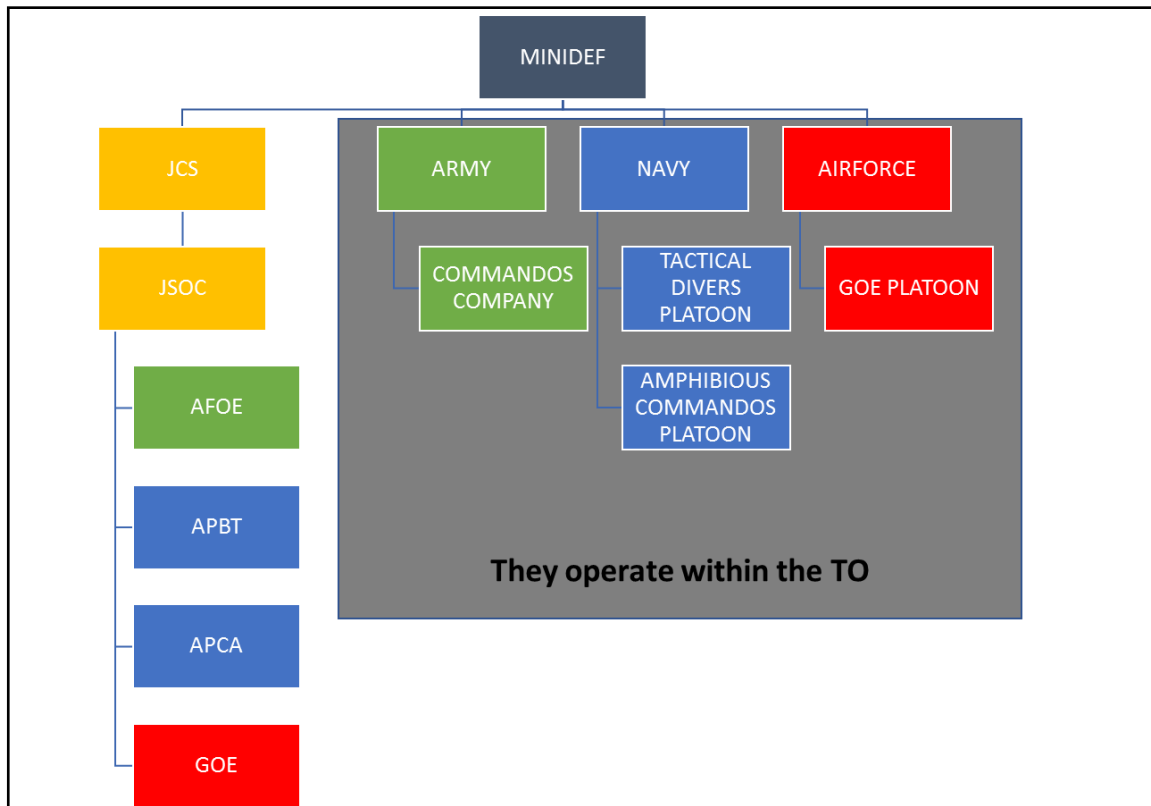 MINIDEF
JCS
ARMY
NAVY
AIRFORCE
JSOC
COMMANDOS
COMPANY
TACTICAL
DIVERS
PLATOON
GOE PLATOON
AFOE
AMPHIBIOUS
COMMANDOS
PLATOON
APBT
They operate within the TO
APCA
GOE